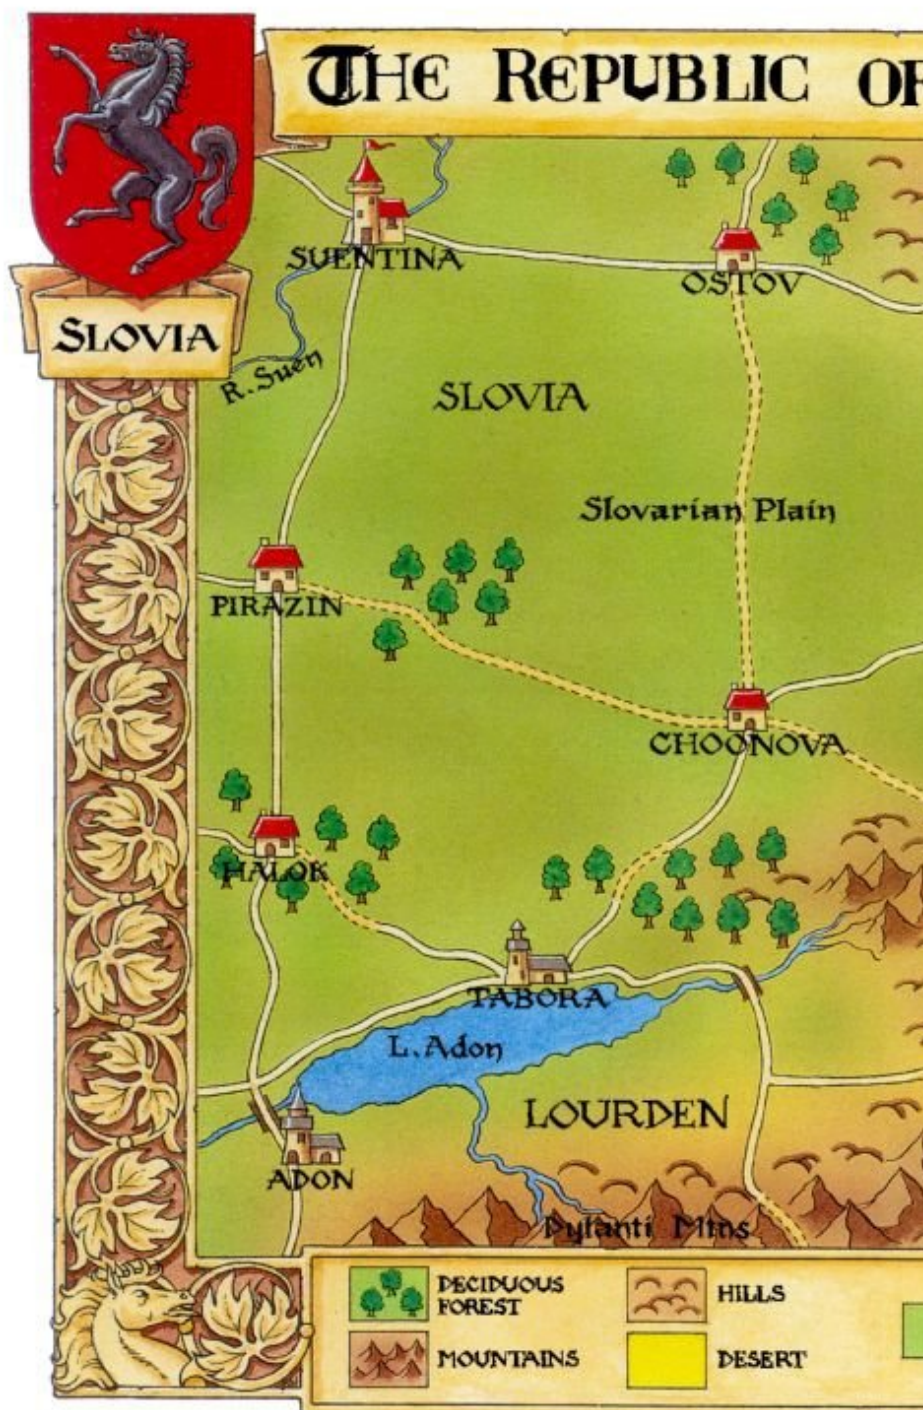 THE REPUBLIC OF
SUENTINA
OSTOV
SLOVIA
R. Suen
SLOVIA
Slovarian Plain
PIRAZIN
CHOONOVA
HALOK
TABORA
L. Adon
LOURDEN
ADON
Dylanti Mtns
DECIDUOUS
FOREST
HILLS
MOUNTAINS
DESERT